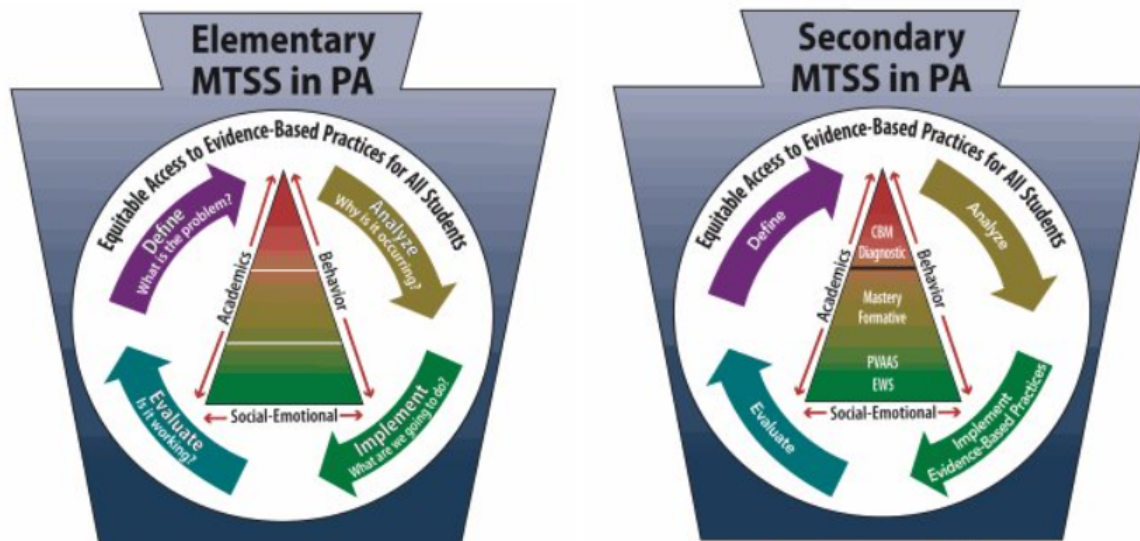 Elementary
MTSS in PA
Equitable Access to Evidence-Based Practices for All Students
Define
What is the problem?
Analyze
Why is it occurring?
Implement
What are we going to do?
Evaluate
Is it working?
Academics
Behavior
Social-Emotional
Secondary
MTSS in PA
Equitable Access to Evidence-Based Practices for All Students
Define
Analyze
Implement
Evidence-Based Practices
Evaluate
Academics
Behavior
Social-Emotional
CBM
Diagnostic
Mastery
Formative
PVAAS
EWS